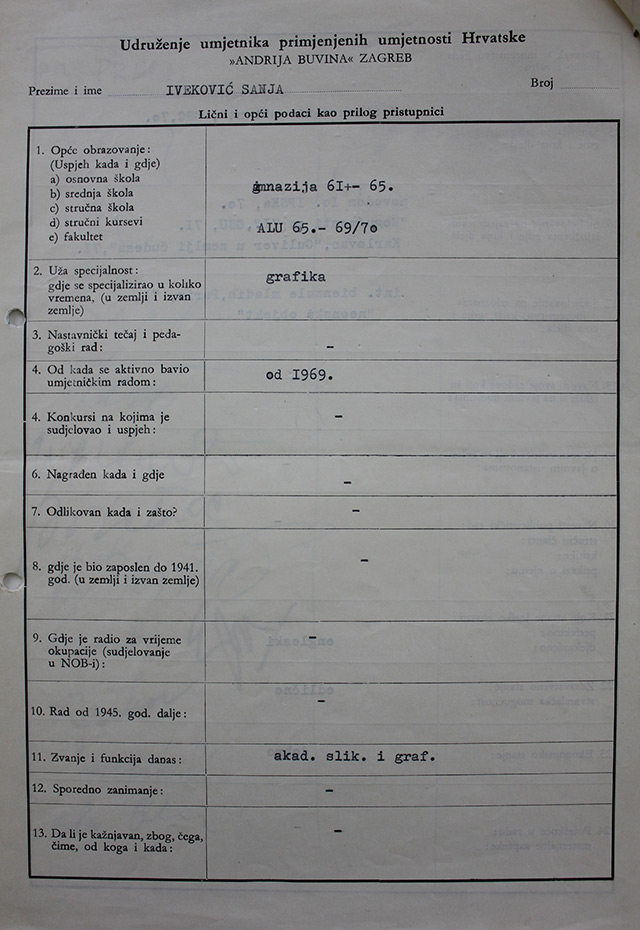 Udruženje umjetnika primjenjenih umjetnosti Hrvatske
»ANDRIJA BUVINA« ZAGREB
Prezime i ime IVEKOVIĆ SANJA Broj
Lični i opći podaci kao prilog pristupnici
1. Opće obrazovanje:
(Uspjeh kada i gdje)
a) osnovna škola
b) srednja škola gimnazija 61+- 65.
c) stručna škola
d) stručni kursevi
e) fakultet ALU 65.- 69/70
2. Uža specijalnost: grafika
gdje se specijalizirao u koliko
vremena, (u zemlji i izvan
zemlje)
3. Nastavnički tečaj i peda-
goški rad: -
4. Od kada se aktivno bavio
umjetničkim radom: od 1969.
4. Konkursi na kojima je -
sudjelovao i uspjeh:
6. Nagrađen kada i gdje -
7. Odlikovan kada i zašto? -
8. gdje je bio zaposlen do 1941. -
god. (u zemlji i izvan zemlje)
9. Gdje je radio za vrijeme -
okupacije (sudjelovanje
u NOB-i):
10. Rad od 1945. god. dalje: -
11. Zvanje i funkcija danas: akad. slik. i graf.
12. Sporedno zanimanje: -
13. Da li je kažnjavan, zbog, čega, -
čime, od koga i kada: